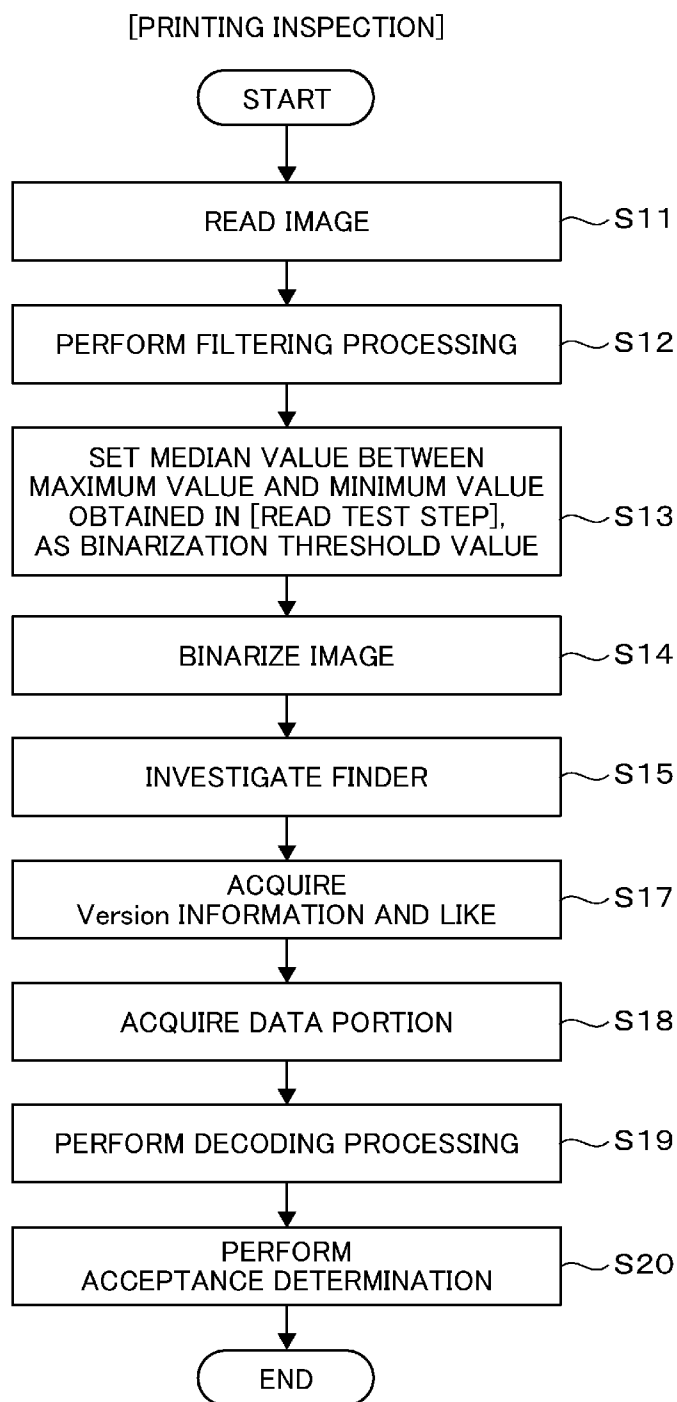 [PRINTING INSPECTION]
START
READ IMAGE
S11
PERFORM FILTERING PROCESSING
S12
SET MEDIAN VALUE BETWEEN
MAXIMUM VALUE AND MINIMUM VALUE
OBTAINED IN [READ TEST STEP],
AS BINARIZATION THRESHOLD VALUE
S13
BINARIZE IMAGE
S14
INVESTIGATE FINDER
S15
ACQUIRE
Version INFORMATION AND LIKE
S17
ACQUIRE DATA PORTION
S18
PERFORM DECODING PROCESSING
S19
PERFORM
ACCEPTANCE DETERMINATION
S20
END